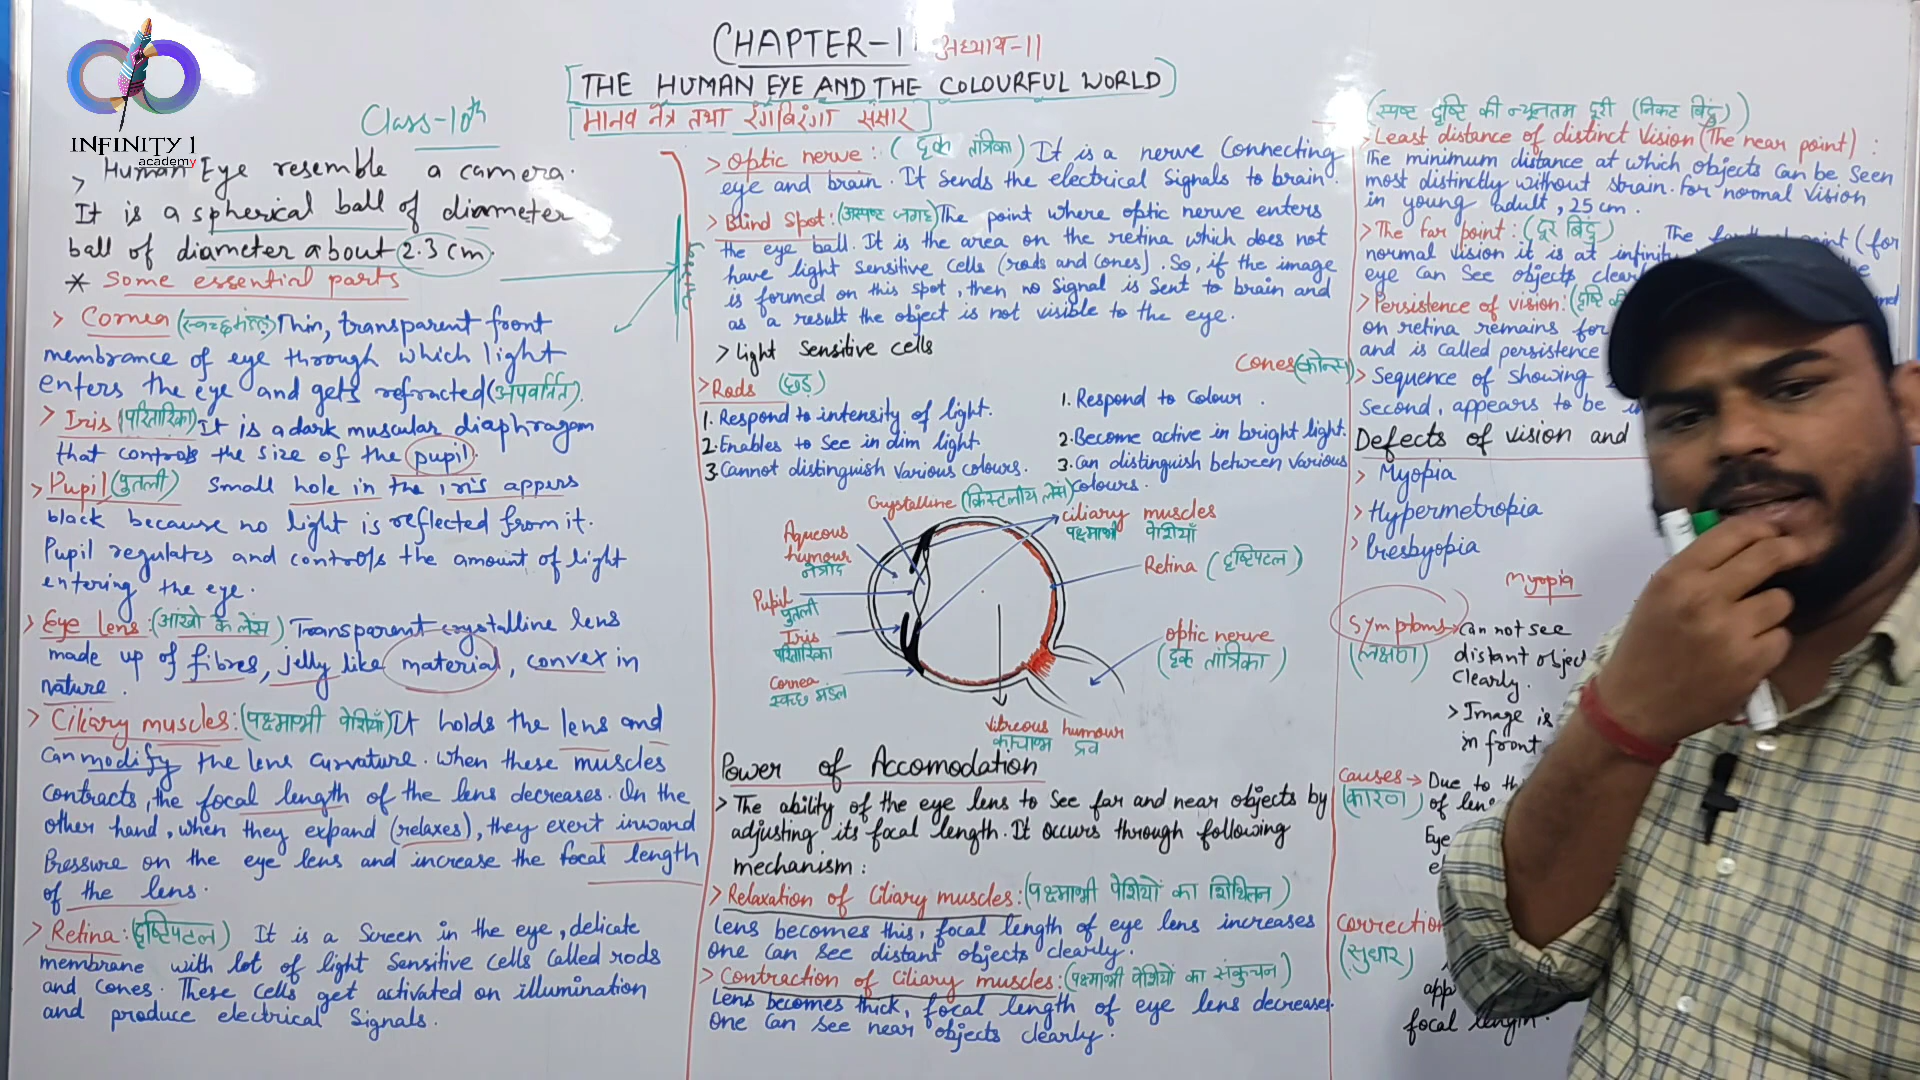 INFINITY 1
academy
CHAPTER-11 अध्याय-11
THE HUMAN EYE AND THE COLOURFUL WORLD
मानव नेत्र तथा रंगबिरंगा संसार
Class-10th
> Human Eye resemble a camera.
It is a spherical ball of diameter
ball of diameter about 2.3 cm.
* Some essential parts
> Cornea (स्वच्छमंडल) Thin, transparent front
membrance of eye through which light
enters the eye and gets refracted (अपवर्तित).
> Iris (परितारिका) It is a dark muscular diaphragm
that controls the size of the pupil.
> Pupil (पुतली) Small hole in the iris appers
black because no light is reflected from it.
Pupil regulates and controls the amount of light
entering the eye.
> Eye lens: (आंखो के लेंस) Transparent crystalline lens
made up of fibres, jelly like material, convex in
nature.
> Ciliary muscles: (पक्ष्माभी पेशियाँ) It holds the lens and
can modify the lens curvature. When these muscles
contracts, the focal length of the lens decreases. On the
other hand, when they expand (relaxes), they exert inward
Pressure on the eye lens and increase the focal length
of the lens.
> Retina: (दृष्टिपटल) It is a Screen in the eye, delicate
membrane with lot of light sensitive cells called rods
and cones. These cells get activated on illumination
and produce electrical Signals.
> Optic nerve: (दृक तांत्रिका) It is a nerve Connecting
eye and brain. It Sends the electrical Signals to brain.
> Blind Spot: (अस्पष्ट जगह) The point where optic nerve enters
the eye ball. It is the area on the retina which does not
have light sensitive cells (rods and cones). So, if the image
is formed on this spot, then no signal is sent to brain and
as a result the object is not visible to the eye.
> Light Sensitive cells
> Rods (छड़)
1. Respond to intensity of light.
2. Enables to See in dim light.
3. Cannot distinguish various colours.
Cones (कोन्स)
1. Respond to Colour.
2. Become active in bright light.
3. Can distinguish between various
colours.
Crystalline (क्रिस्टलीय लेंस)
Aqueous
humour
नेत्रोद
Pupil
पुतली
Iris
परितारिका
Cornea
स्वच्छ मंडल
ciliary muscles
पक्ष्माभी पेशियाँ
Retina (दृष्टिपटल)
optic nerve
(दृक तांत्रिका)
vitreous humour
काचाभ द्रव
Power of Accomodation
> The ability of the eye lens to see far and near objects by
adjusting its focal length. It occurs through following
mechanism:
> Relaxation of Ciliary muscles: (पक्ष्माभी पेशियों का शिथिलन)
Lens becomes thin, focal length of eye lens increases
one can see distant objects clearly.
> Contraction of ciliary muscles: (पक्ष्माभी पेशियों का संकुचन)
Lens becomes thick, focal length of eye lens decreases.
One can see near objects clearly.
(स्पष्ट दृष्टि की न्यूनतम दूरी (निकट बिंदु))
> Least distance of distinct Vision (The near point):
The minimum distance at which objects can be seen
most distinctly without strain. for normal vision
in young adult, 25 cm.
> The far point: (दूर बिंदु) The
(for
normal vision it is at infinity
eye can see objects
> Persistence of vision: (दृष्टि
on retina remains for
and is called persistence
> Sequence of showing
Second, appears to be
Defects of vision and
> Myopia
> Hypermetropia
> Presbyopia
Myopia
Symptoms → Can not see
(लक्षण) distant object
clearly.
> Image is
in front
Causes → Due to
(कारण) of
Eye
Correction
(सुधार)
app
focal length.